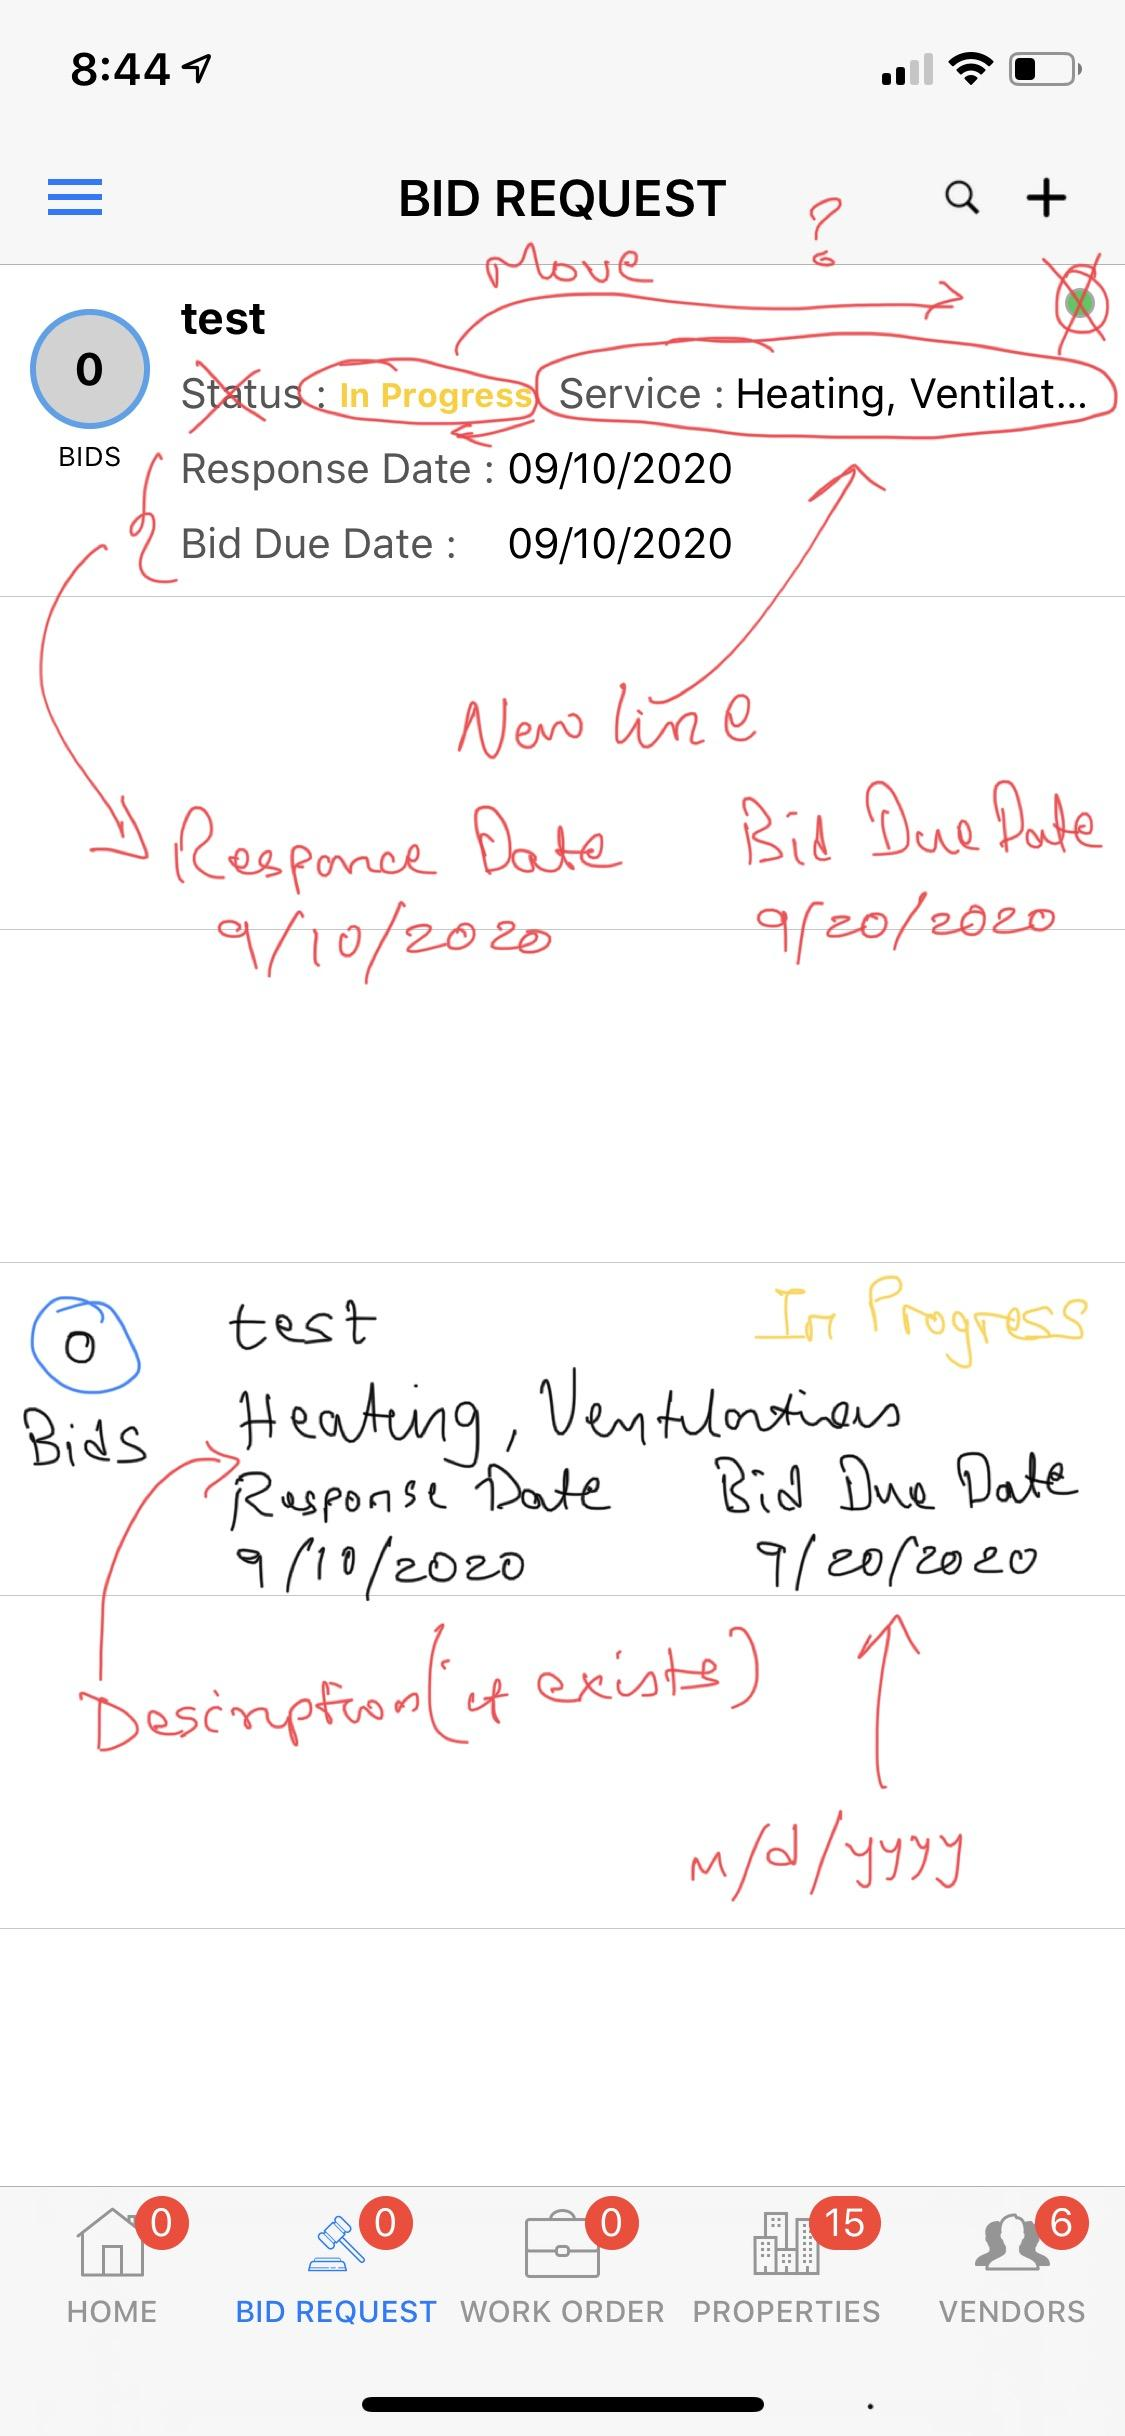 8:44
BID REQUEST
?
Move
test
0
Status : In Progress Service : Heating, Ventilat...
BIDS
Response Date : 09/10/2020
Bid Due Date : 09/10/2020
New line
Responce Date Bid Due Date
9/10/2020 9/20/2020
0 test In Progress
Bids Heating, Ventilations
Response Date Bid Due Date
9/10/2020 9/20/2020
Description (if exists)
m/d/yyyy
0 0 0 15 6
HOME BID REQUEST WORK ORDER PROPERTIES VENDORS